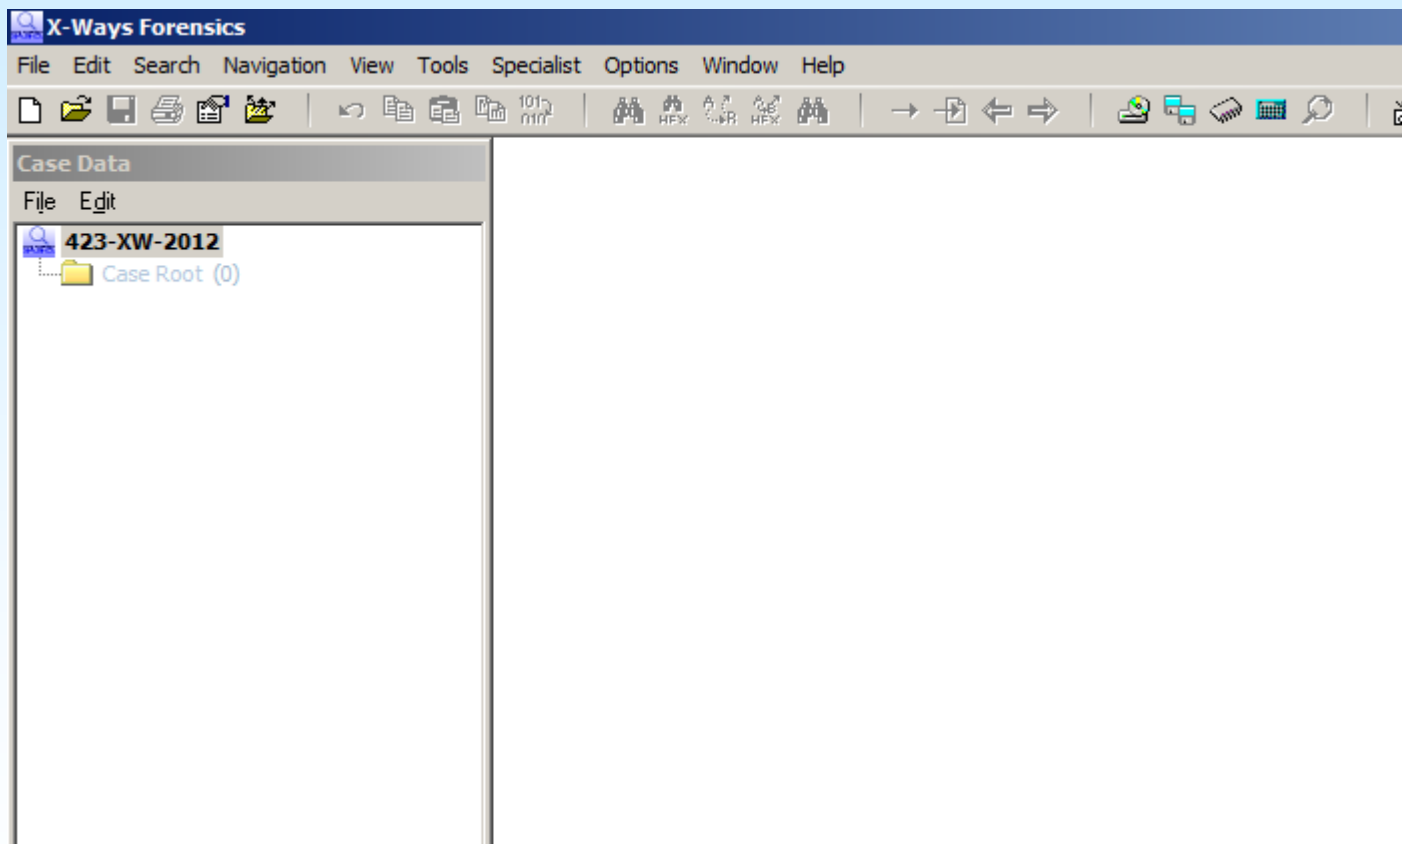 X-Ways Forensics
File Edit Search Navigation View Tools Specialist Options Window Help
Case Data
File Edit
423-XW-2012
Case Root (0)